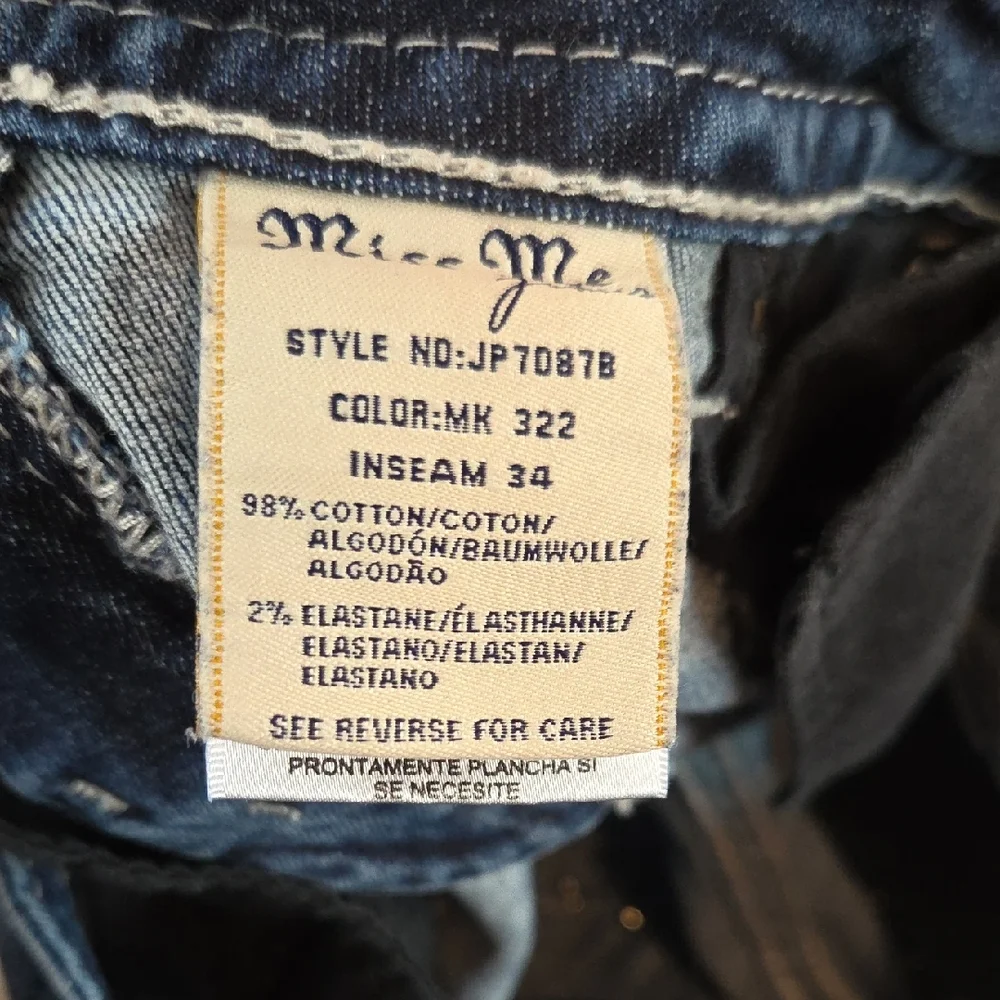 Miss Me
STYLE NO:JP7087B
COLOR:MK 322
INSEAM 34
98% COTTON/COTON/
ALGODÓN/BAUMWOLLE/
ALGODÃO
2% ELASTANE/ÉLASTHANNE/
ELASTANO/ELASTAN/
ELASTANO
SEE REVERSE FOR CARE
PRONTAMENTE PLANCHA SI
SE NECESITE